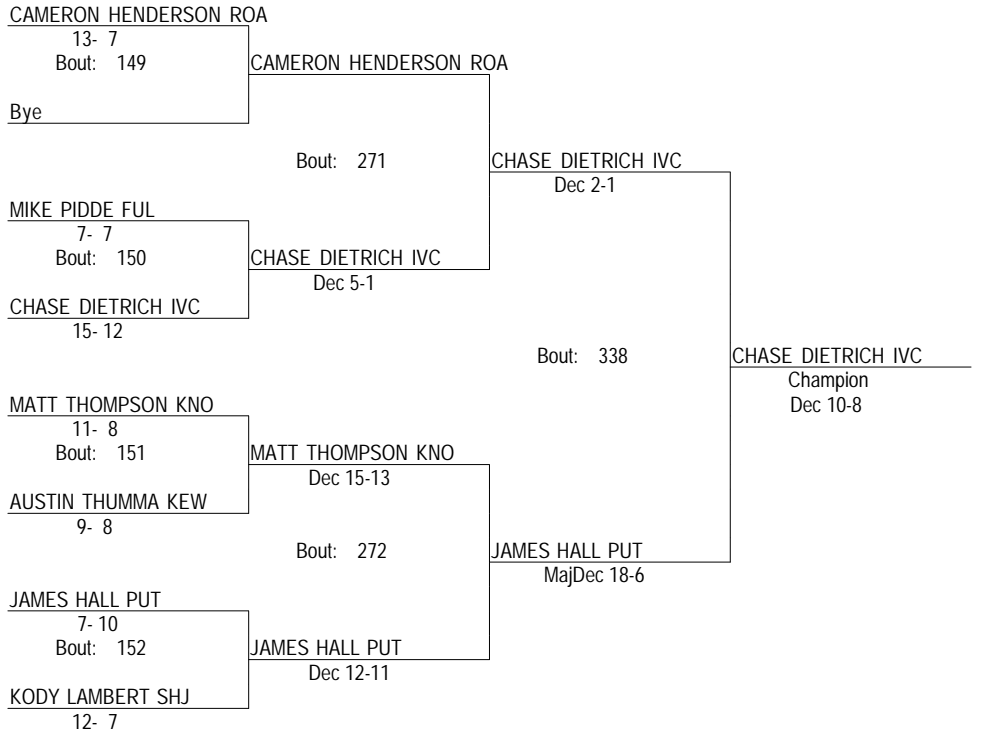 CAMERON HENDERSON ROA
13- 7
Bout: 149
CAMERON HENDERSON ROA
Bye
Bout: 271
CHASE DIETRICH IVC
Dec 2-1
MIKE PIDDE FUL
7- 7
Bout: 150
CHASE DIETRICH IVC
Dec 5-1
CHASE DIETRICH IVC
15- 12
Bout: 338
CHASE DIETRICH IVC
Champion
Dec 10-8
MATT THOMPSON KNO
11- 8
Bout: 151
MATT THOMPSON KNO
Dec 15-13
AUSTIN THUMMA KEW
9- 8
Bout: 272
JAMES HALL PUT
MajDec 18-6
JAMES HALL PUT
7- 10
Bout: 152
JAMES HALL PUT
Dec 12-11
KODY LAMBERT SHJ
12- 7